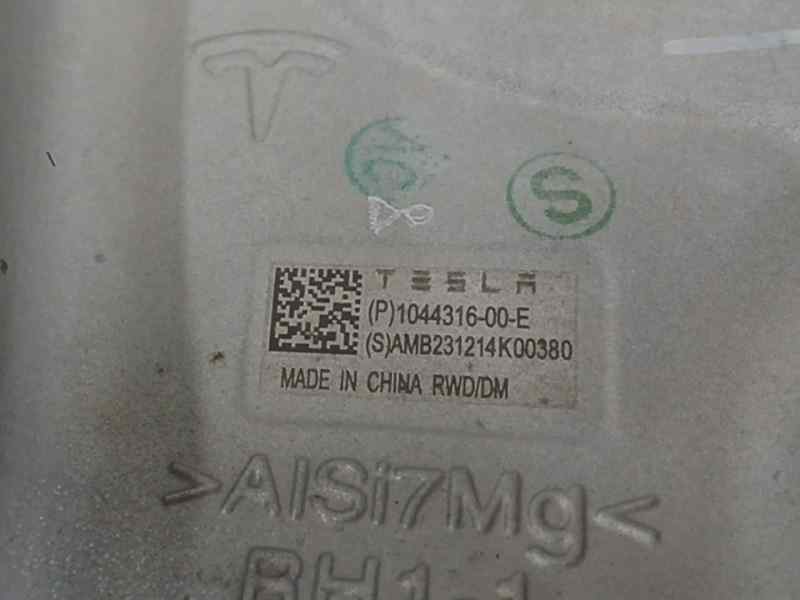 S
TESLA
(P)1044316-00-E
(S)AMB231214K00380
MADE IN CHINA RWD/DM
>AlSi7Mg<